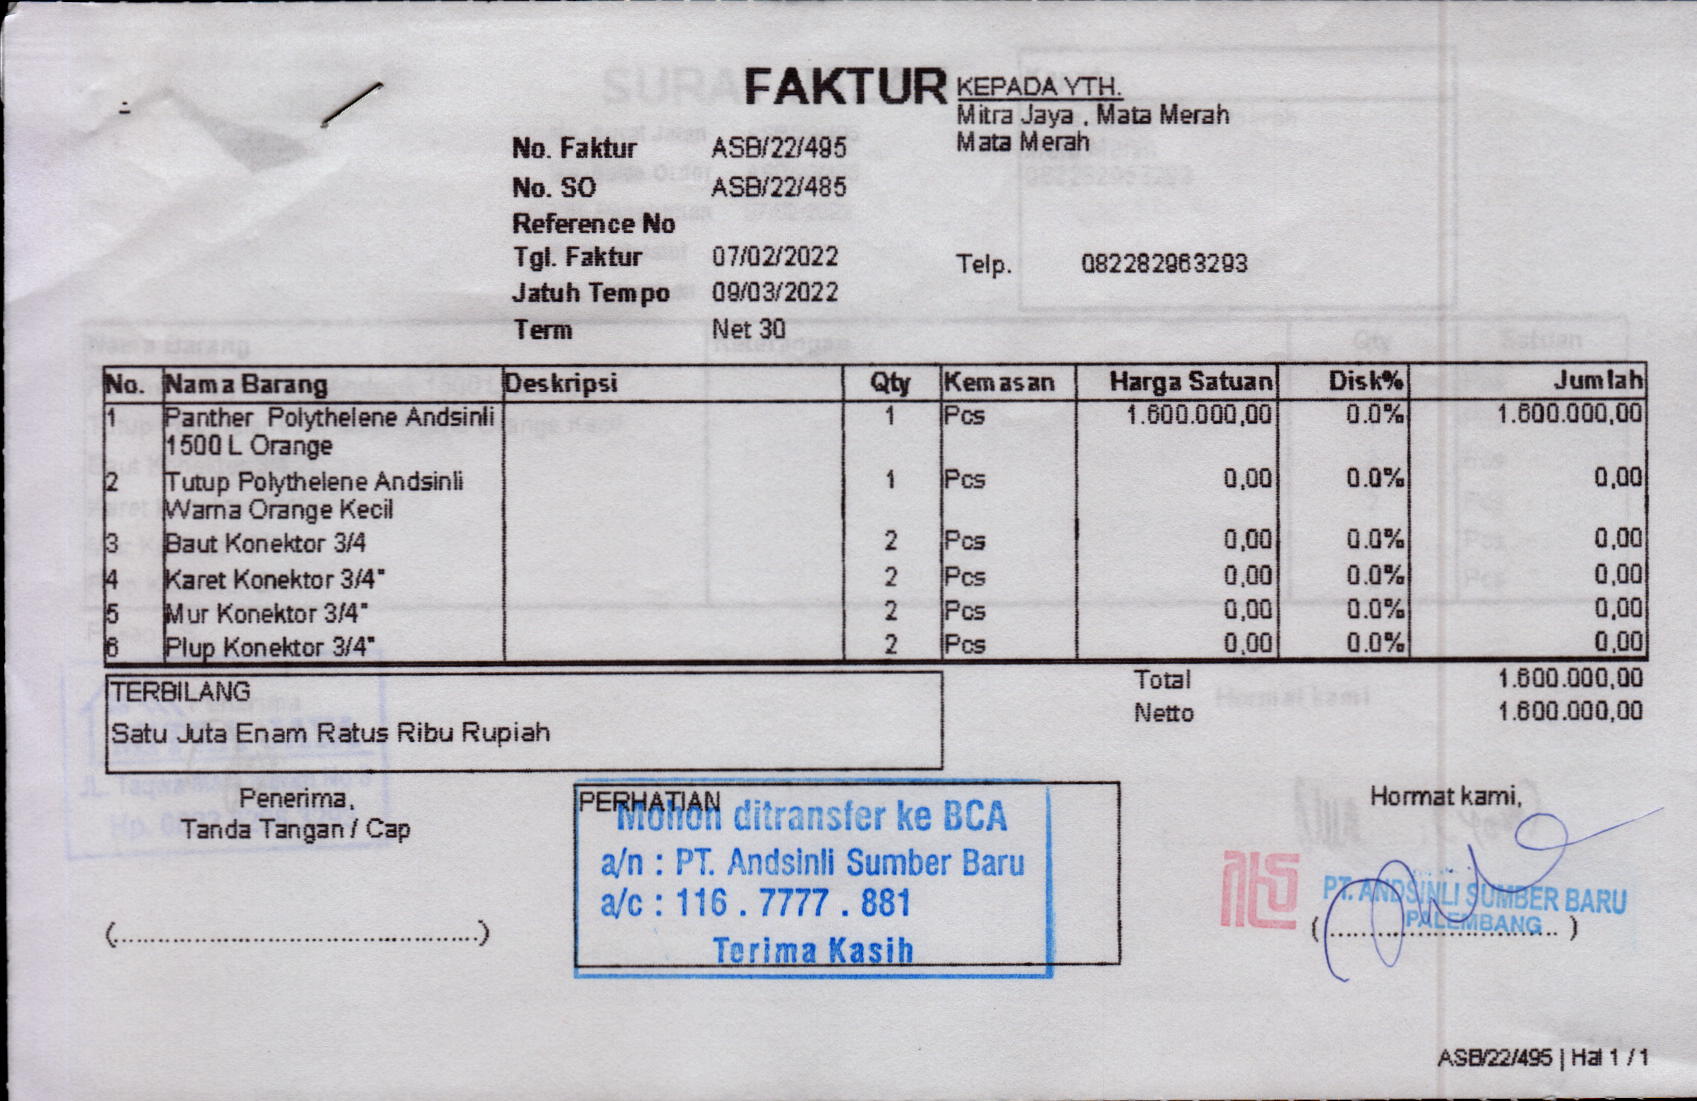 FAKTUR
KEPADA YTH.
Mitra Jaya . Mata Merah
Mata Merah
No. Faktur ASB/22/495
No. SO ASB/22/485
Reference No
Tgl. Faktur 07/02/2022
Jatuh Tempo 09/03/2022
Term Net 30
Telp. 082282963293
No. Nama Barang Deskripsi Qty Kemasan Harga Satuan Disk% Jumlah
1 Panther Polythelene Andsinli 1 Pcs 1.600.000,00 0.0% 1.600.000,00
1500 L Orange
2 Tutup Polythelene Andsinli 1 Pcs 0,00 0.0% 0,00
Warna Orange Kecil
3 Baut Konektor 3/4 2 Pcs 0,00 0.0% 0,00
4 Karet Konektor 3/4" 2 Pcs 0,00 0.0% 0,00
5 Mur Konektor 3/4" 2 Pcs 0,00 0.0% 0,00
6 Plup Konektor 3/4" 2 Pcs 0,00 0.0% 0,00
Total 1.600.000,00
Netto 1.600.000,00
TERBILANG
Satu Juta Enam Ratus Ribu Rupiah
Penerima,
Tanda Tangan / Cap
(................................................)
PERHATIAN
Mohon ditransfer ke BCA
a/n : PT. Andsinli Sumber Baru
a/c : 116 . 7777 . 881
Terima Kasih
Hormat kami,
PT. ANDSINLI SUMBER BARU
PALEMBANG
(................................ )
ASB/22/495 | Hal 1 / 1